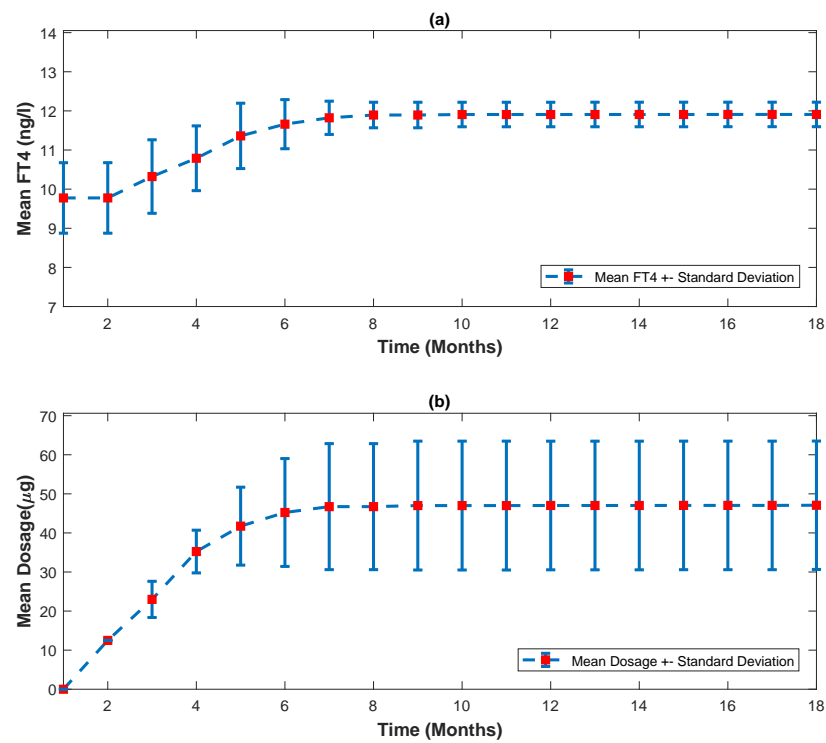 (a)
14
13
12
11
10
9
8
7
Mean FT4 (ng/l)
Mean FT4 +- Standard Deviation
2 4 6 8 10 12 14 16 18
Time (Months)
(b)
70
60
50
40
30
20
10
0
Mean Dosage(μg)
Mean Dosage +- Standard Deviation
2 4 6 8 10 12 14 16 18
Time (Months)